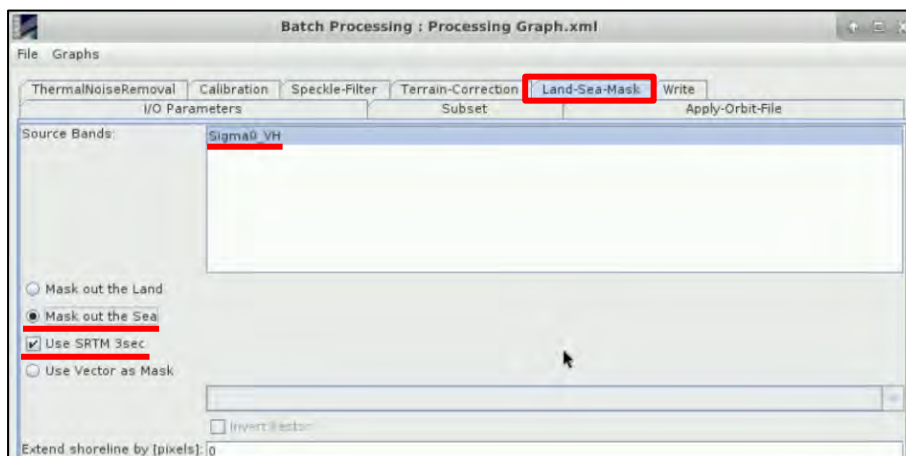 Batch Processing : Processing Graph.xml
File Graphs
ThermalNoiseRemoval Calibration Speckle-Filter Terrain-Correction Land-Sea-Mask Write
I/O Parameters Subset Apply-Orbit-File
Source Bands: Sigma0_VH
Mask out the Land
Mask out the Sea
Use SRTM 3sec
Use Vector as Mask
Invert Vector
Extend shoreline by [pixels]: 0